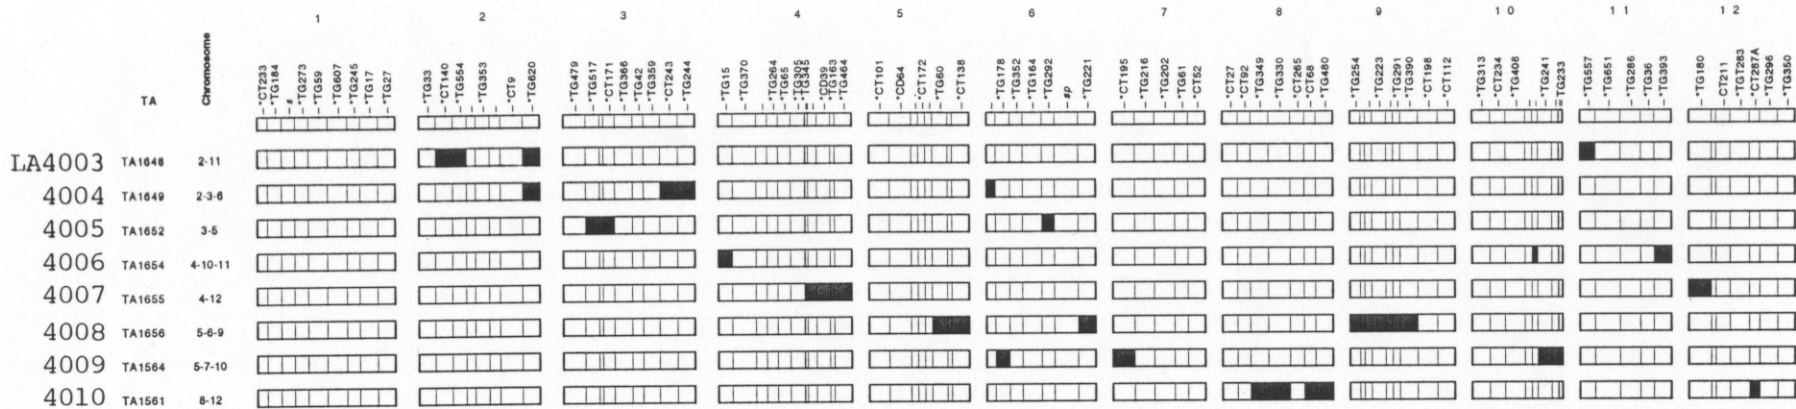 1 2 3 4 5 6 7 8 9 10 11 12
TA Chromosome
*CT233 *TG184 # *TG273 *TG59 *TG607 *TG245 *TG17 *TG27
*TG33 *CT140 *TG554 *TG353 *CT9 *TG620
*TG479 *TG517 *CT171 *TG366 *TG42 *TG359 *CT243 *TG244
*TG15 *TG370 *TG264 *TG65 *TG305 *TG345 *CD39 *TG163 *TG464
*CT101 *CD64 *CT172 *TG60 *CT138
*TG178 *TG352 *TG164 *TG292 #p *TG221
*CT195 *TG216 *TG202 *TG61 *CT52
*CT27 *CT92 *TG349 *TG330 *CT265 *CT68 *TG480
*TG254 *TG223 *TG291 *TG390 *CT198 *CT112
*TG313 *CT234 *TG408 *TG241 *TG233
*TG557 *TG651 *TG286 *TG36 *TG393
*TG180 CT211 *TGT283 *CT287A *TG296 *TG350
LA4003 TA1648 2-11
4004 TA1649 2-3-6
4005 TA1652 3-5
4006 TA1654 4-10-11
4007 TA1655 4-12
4008 TA1656 5-6-9
4009 TA1564 5-7-10
4010 TA1561 8-12